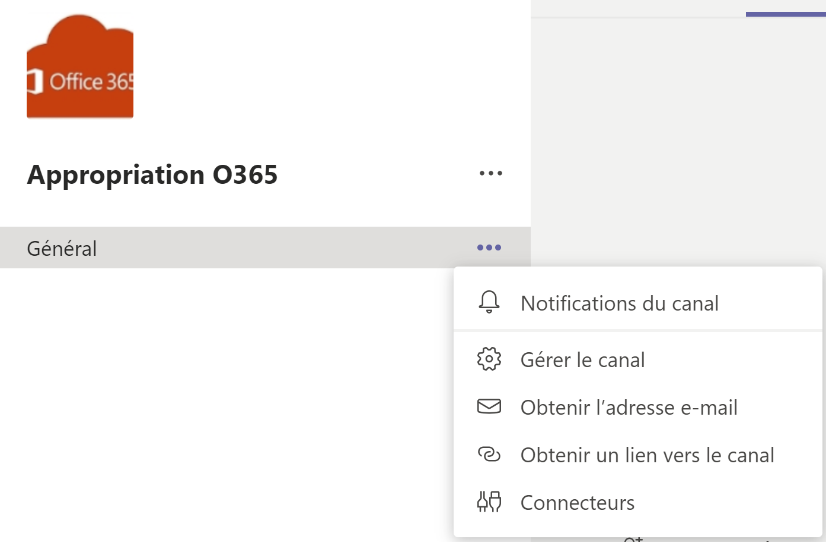 Office 365
Appropriation O365
Général
Notifications du canal
Gérer le canal
Obtenir l’adresse e-mail
Obtenir un lien vers le canal
Connecteurs